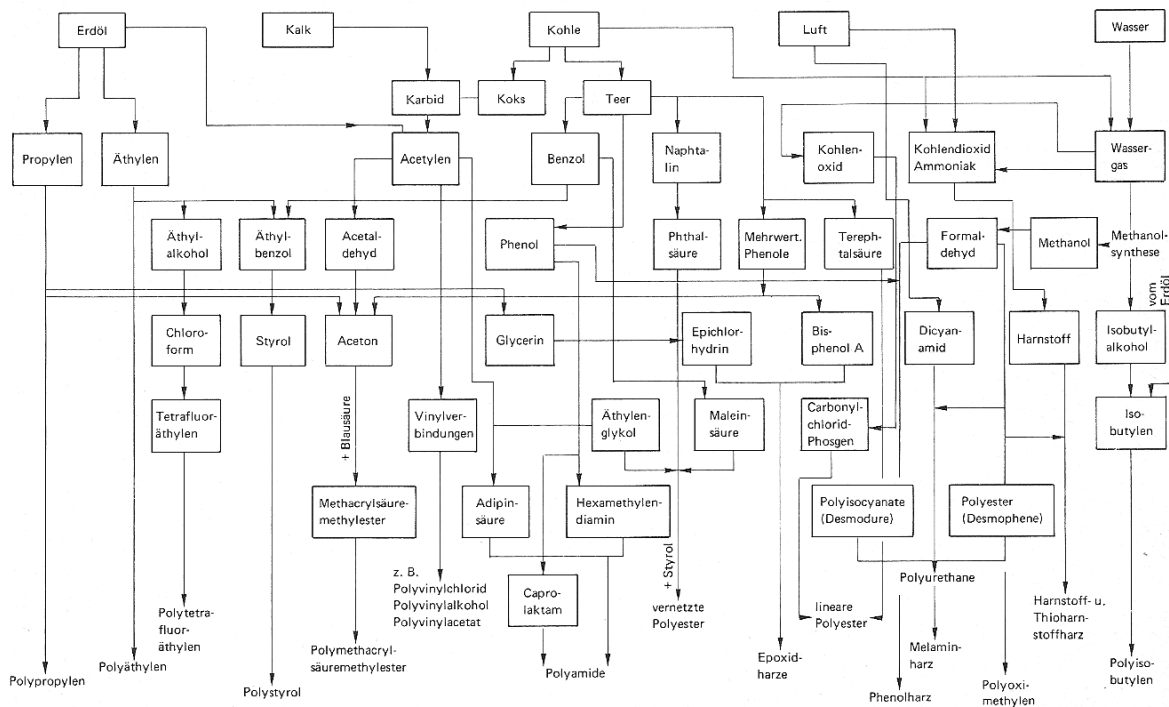 Erdöl
Kalk
Kohle
Luft
Wasser
Karbid
Koks
Teer
Propylen
Äthylen
Acetylen
Benzol
Naphta-
lin
Kohlen-
oxid
Kohlendioxid
Ammoniak
Wasser-
gas
Äthyl-
alkohol
Äthyl-
benzol
Acetal-
dehyd
Phenol
Phthal-
säure
Mehrwert.
Phenole
Tereph-
talsäure
Formal-
dehyd
Methanol
Methanol-
synthese
vom
Erdöl
Chloro-
form
Styrol
Aceton
Glycerin
Epichlor-
hydrin
Bis-
phenol A
Dicyan-
amid
Harnstoff
Isobutyl-
alkohol
Tetrafluor-
äthylen
+ Blausäure
Vinylver-
bindungen
Äthylen-
glykol
Malein-
säure
Carbonyl-
chlorid-
Phosgen
Iso-
butylen
Methacrylsäure-
methylester
Adipin-
säure
Hexamethylen-
diamin
Polyisocyanate
(Desmodure)
Polyester
(Desmophene)
+ Styrol
z. B.
Polyvinylchlorid
Polyvinylalkohol
Polyvinylacetat
Capro-
laktam
Polyurethane
Polytetra-
fluor-
äthylen
vernetzte
Polyester
lineare
Polyester
Harnstoff- u.
Thioharn-
stoffharz
Polymethacryl-
säuremethylester
Melamin-
harz
Polypropylen
Polyäthylen
Polystyrol
Polyamide
Epoxid-
harze
Phenolharz
Polyoxi-
methylen
Polyiso-
butylen